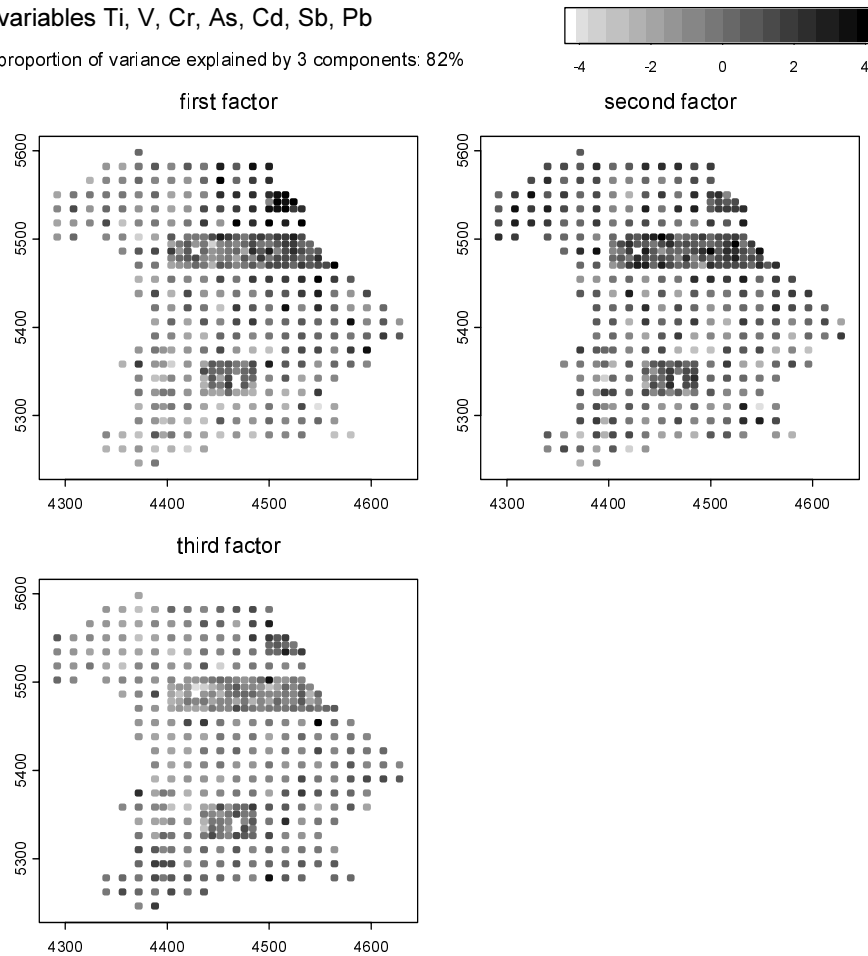 variables Ti, V, Cr, As, Cd, Sb, Pb
proportion of variance explained by 3 components: 82%
-4 -2 0 2 4
first factor
5600
5500
5400
5300
4300 4400 4500 4600
second factor
5600
5500
5400
5300
4300 4400 4500 4600
third factor
5600
5500
5400
5300
4300 4400 4500 4600